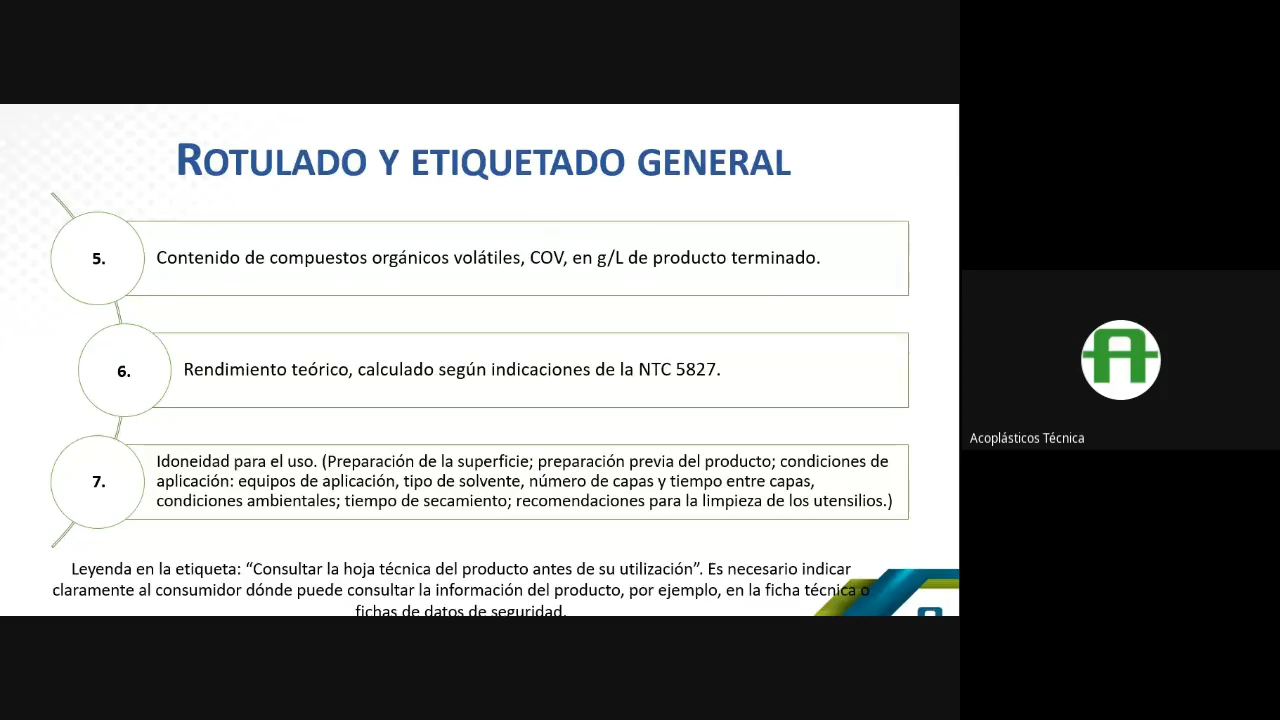 ROTULADO Y ETIQUETADO GENERAL
5.
Contenido de compuestos orgánicos volátiles, COV, en g/L de producto terminado.
6.
Rendimiento teórico, calculado según indicaciones de la NTC 5827.
7.
Idoneidad para el uso. (Preparación de la superficie; preparación previa del producto; condiciones de
aplicación: equipos de aplicación, tipo de solvente, número de capas y tiempo entre capas,
condiciones ambientales; tiempo de secamiento; recomendaciones para la limpieza de los utensilios.)
Leyenda en la etiqueta: “Consultar la hoja técnica del producto antes de su utilización”. Es necesario indicar
claramente al consumidor dónde puede consultar la información del producto, por ejemplo, en la ficha técnica o
fichas de datos de seguridad.
Acoplásticos Técnica